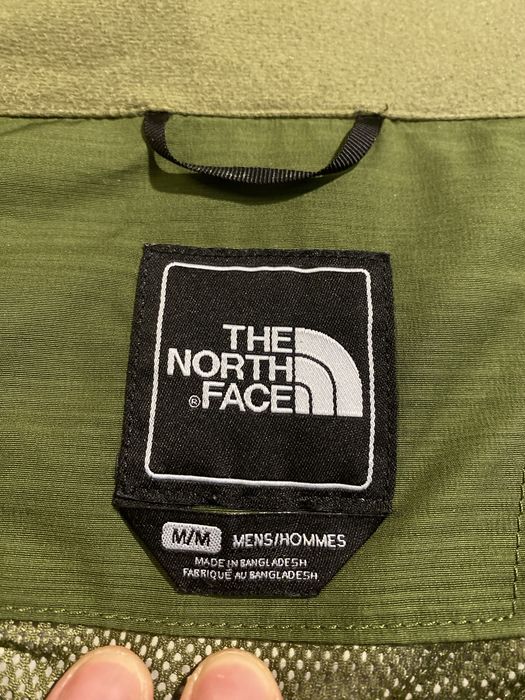 THE
NORTH
®FACE
M/M MENS/HOMMES
MADE IN BANGLADESH
FABRIQUÉ AU BANGLADESH